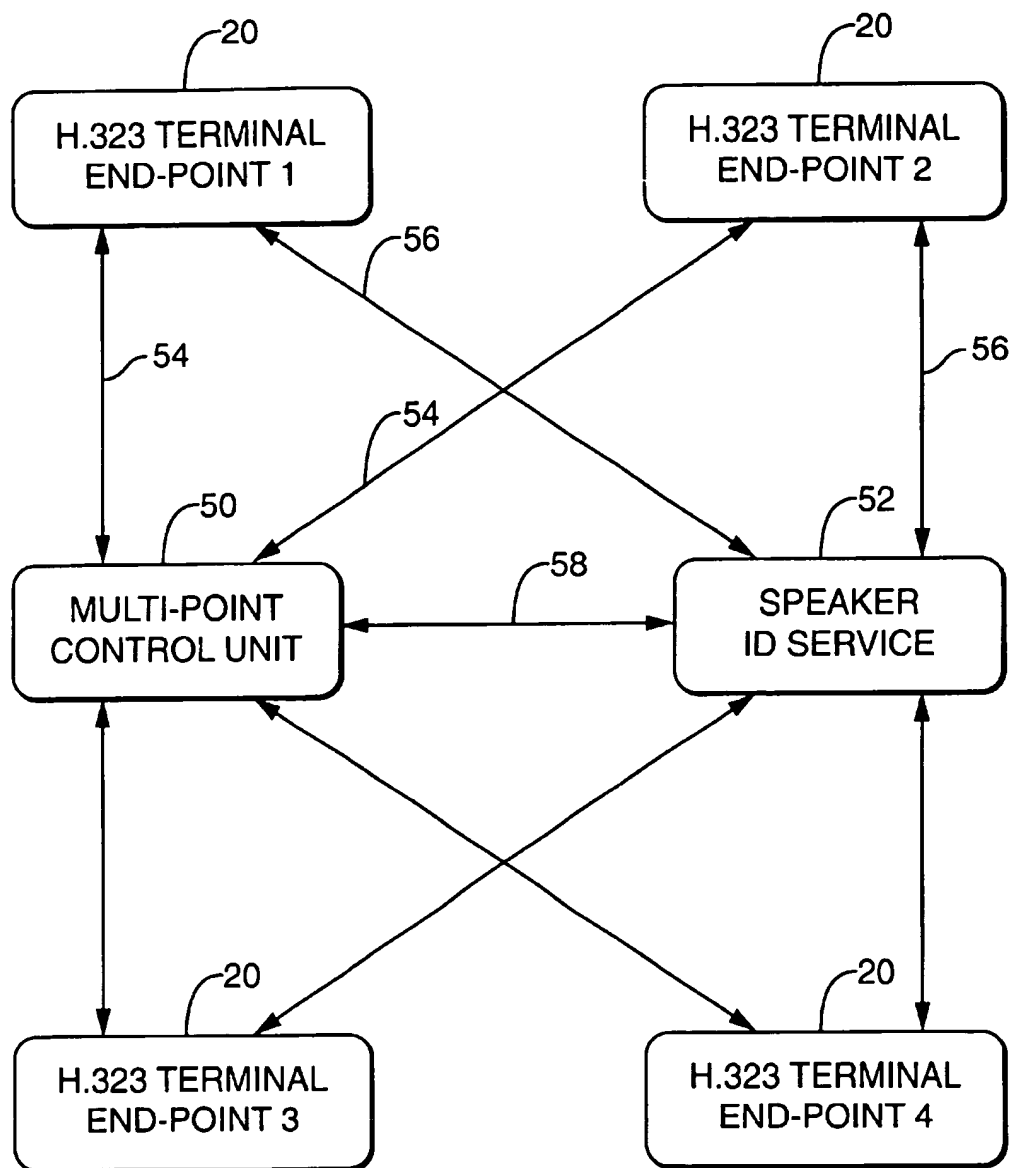 20
20
H.323 TERMINAL
END-POINT 1
H.323 TERMINAL
END-POINT 2
56
54
56
54
50
52
58
MULTI-POINT
CONTROL UNIT
SPEAKER
ID SERVICE
20
20
H.323 TERMINAL
END-POINT 3
H.323 TERMINAL
END-POINT 4